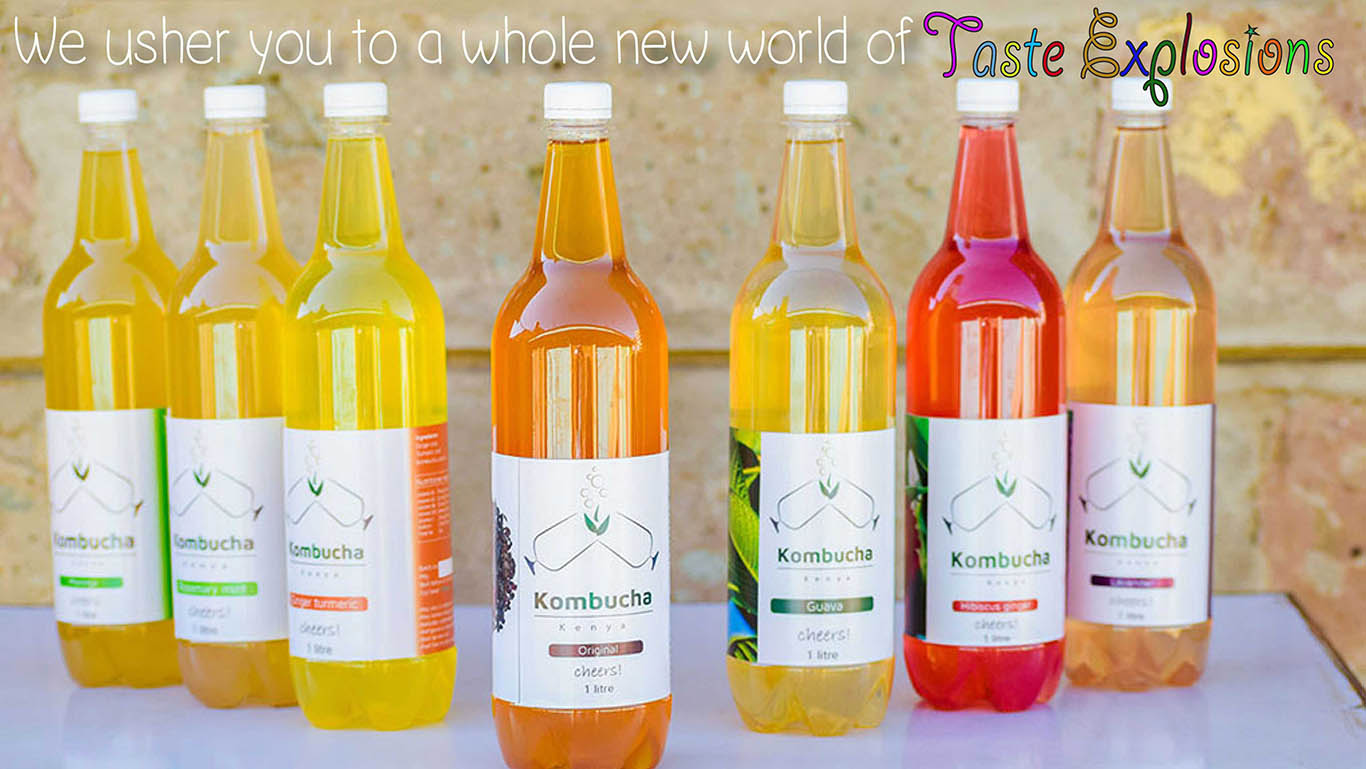 We usher you to a whole new world of Taste Explosions
Kombucha
Kenya
cheers!
1 litre
Kombucha
Kenya
Rosemary mint
cheers!
1 litre
Kombucha
Kenya
Ginger turmeric
cheers!
1 litre
Kombucha
Kenya
Original
cheers!
1 litre
Kombucha
Kenya
Guava
cheers!
1 litre
Kombucha
Kenya
Hibiscus ginger
cheers!
1 litre
Kombucha
Kenya
Lavender
cheers!
1 litre